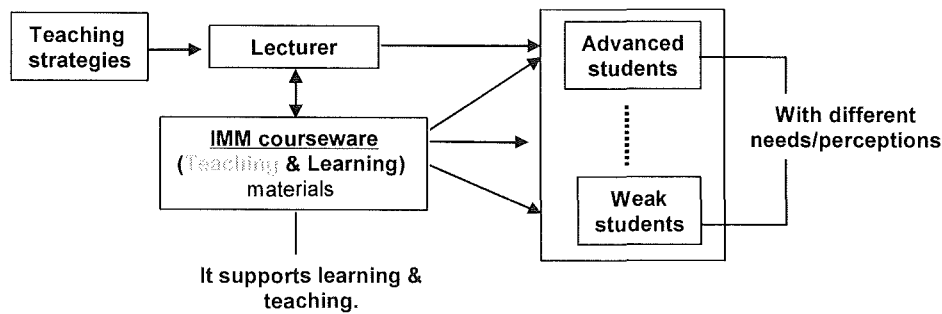 Teaching
strategies
Lecturer
IMM courseware
(Teaching & Learning)
materials
It supports learning &
teaching.
Advanced
students
Weak
students
With different
needs/perceptions